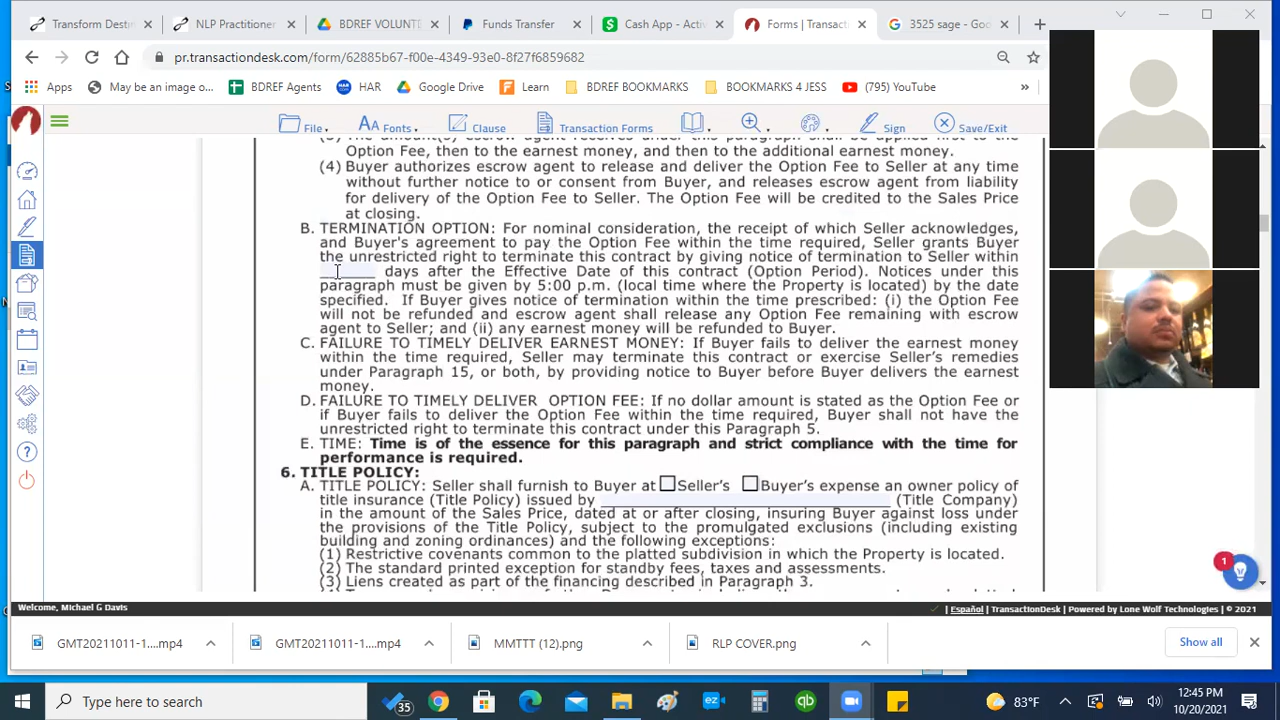 Transform Desti
NLP Practitioner
BDREF VOLUNTE
Funds Transfer
Cash App - Activ
Forms | Transact
3525 sage - Goo
pr.transactiondesk.com/form/62885b67-f00e-4349-93e0-8f27f6859682
Apps
May be an image o...
BDREF Agents
HAR
Google Drive
Learn
BDREF BOOKMARKS
BOOKMARKS 4 JESS
(795) YouTube
»
File
Fonts
Clause
Transaction Forms
Sign
Save/Exit
Option Fee, then to the earnest money, and then to the additional earnest money.
(4) Buyer authorizes escrow agent to release and deliver the Option Fee to Seller at any time
without further notice to or consent from Buyer, and releases escrow agent from liability
for delivery of the Option Fee to Seller. The Option Fee will be credited to the Sales Price
at closing.
B. TERMINATION OPTION: For nominal consideration, the receipt of which Seller acknowledges,
and Buyer's agreement to pay the Option Fee within the time required, Seller grants Buyer
the unrestricted right to terminate this contract by giving notice of termination to Seller within
days after the Effective Date of this contract (Option Period). Notices under this
paragraph must be given by 5:00 p.m. (local time where the Property is located) by the date
specified. If Buyer gives notice of termination within the time prescribed: (i) the Option Fee
will not be refunded and escrow agent shall release any Option Fee remaining with escrow
agent to Seller; and (ii) any earnest money will be refunded to Buyer.
C. FAILURE TO TIMELY DELIVER EARNEST MONEY: If Buyer fails to deliver the earnest money
within the time required, Seller may terminate this contract or exercise Seller's remedies
under Paragraph 15, or both, by providing notice to Buyer before Buyer delivers the earnest
money.
D. FAILURE TO TIMELY DELIVER OPTION FEE: If no dollar amount is stated as the Option Fee or
if Buyer fails to deliver the Option Fee within the time required, Buyer shall not have the
unrestricted right to terminate this contract under this Paragraph 5.
E. TIME: Time is of the essence for this paragraph and strict compliance with the time for
performance is required.
6. TITLE POLICY:
A. TITLE POLICY: Seller shall furnish to Buyer at Seller's Buyer's expense an owner policy of
title insurance (Title Policy) issued by (Title Company)
in the amount of the Sales Price, dated at or after closing, insuring Buyer against loss under
the provisions of the Title Policy, subject to the promulgated exclusions (including existing
building and zoning ordinances) and the following exceptions:
(1) Restrictive covenants common to the platted subdivision in which the Property is located.
(2) The standard printed exception for standby fees, taxes and assessments.
(3) Liens created as part of the financing described in Paragraph 3.
1
Welcome, Michael G Davis
Español | TransactionDesk | Powered by Lone Wolf Technologies | © 2021
GMT20211011-1....mp4
GMT20211011-1....mp4
MMTTT (12).png
RLP COVER.png
Show all
Type here to search
35
ez
qb
83°F
12:45 PM
10/20/2021